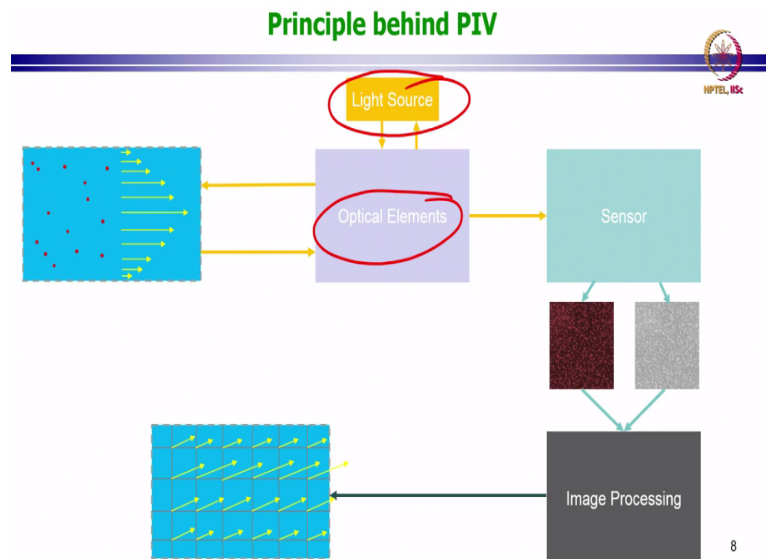 Principle behind PIV
NPTEL, IISc
Light Source
Optical Elements
Sensor
Image Processing
8